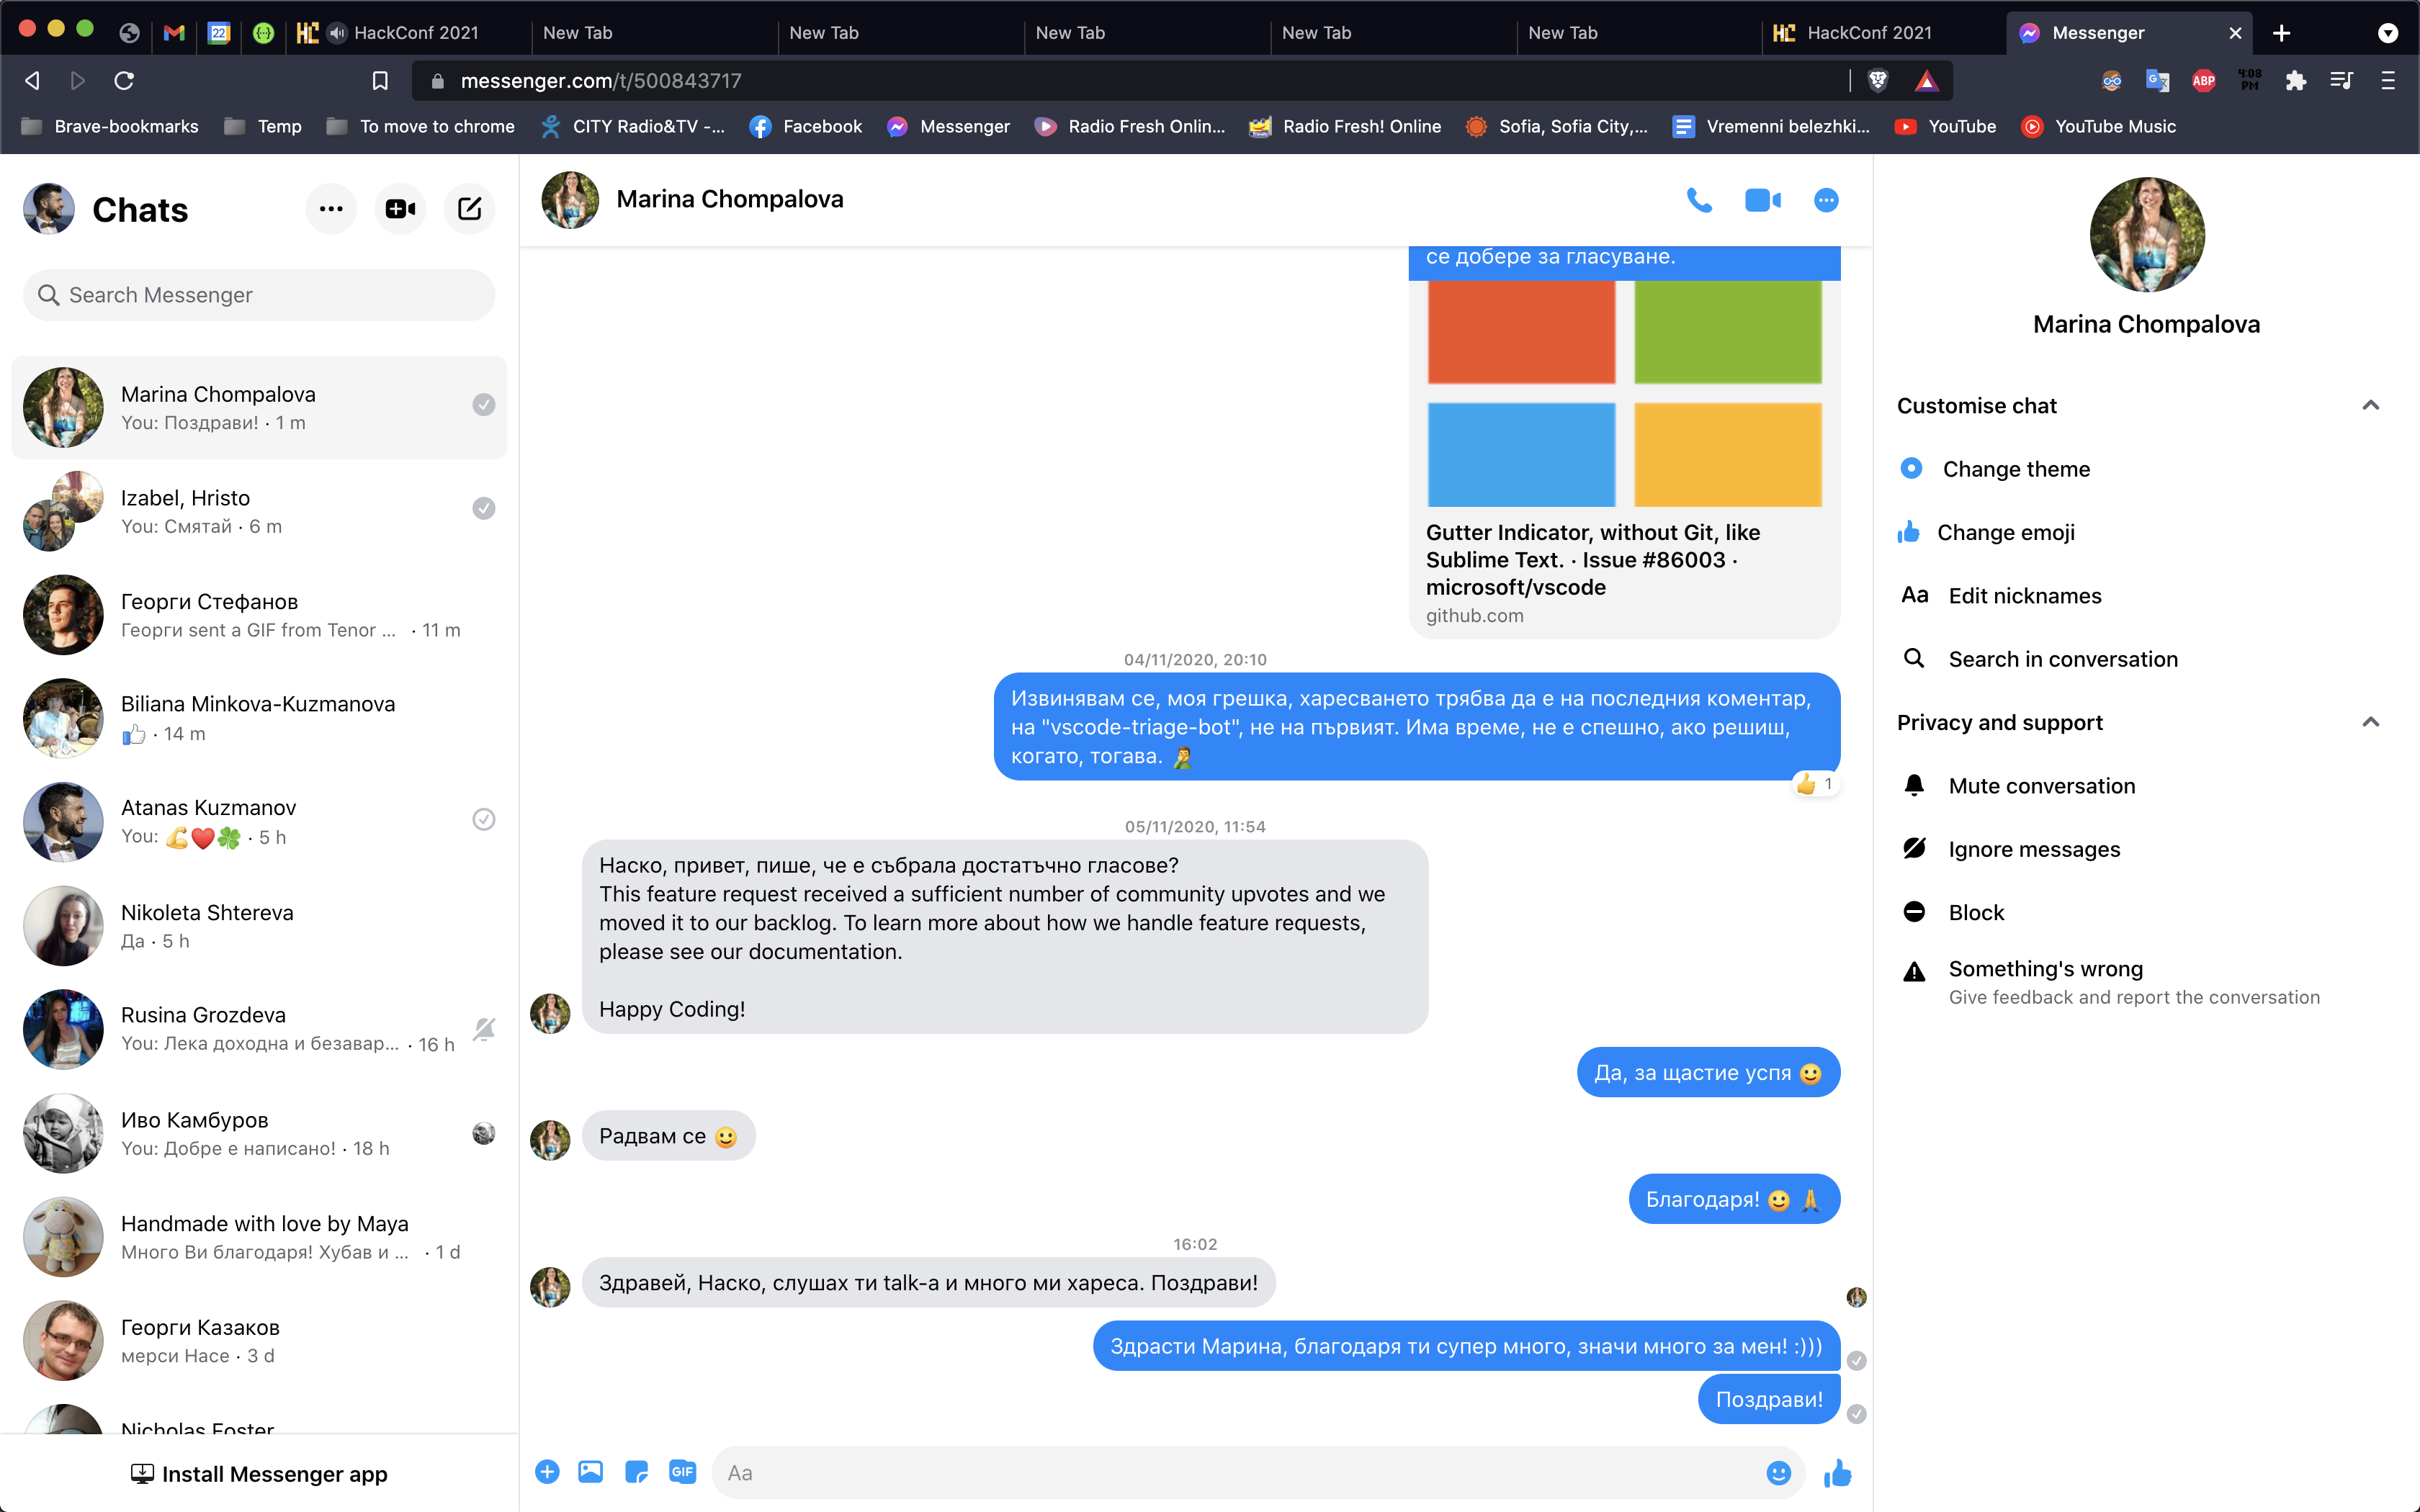 HackConf 2021
New Tab
New Tab
New Tab
New Tab
New Tab
HackConf 2021
Messenger
messenger.com/t/500843717
ABP
4:08
PM
Brave-bookmarks
Temp
To move to chrome
CITY Radio&TV -...
Facebook
Messenger
Radio Fresh Onlin...
Radio Fresh! Online
Sofia, Sofia City,...
Vremenni belezhki...
YouTube
YouTube Music
Chats
Search Messenger
Marina Chompalova
You: Поздрави! · 1 m
Izabel, Hristo
You: Смятай · 6 m
Георги Стефанов
Георги sent a GIF from Tenor ... · 11 m
Biliana Minkova-Kuzmanova
👍 · 14 m
Atanas Kuzmanov
You: 💪❤️🍀 · 5 h
Nikoleta Shtereva
Да · 5 h
Rusina Grozdeva
You: Лека доходна и безавар... · 16 h
Иво Камбуров
You: Добре е написано! · 18 h
Handmade with love by Maya
Много Ви благодаря! Хубав и ... · 1 d
Георги Казаков
мерси Насе · 3 d
Nicholas Foster
Install Messenger app
Marina Chompalova
се добере за гласуване.
Gutter Indicator, without Git, like
Sublime Text. · Issue #86003 ·
microsoft/vscode
github.com
04/11/2020, 20:10
Извинявам се, моя грешка, харесването трябва да е на последния коментар,
на "vscode-triage-bot", не на първият. Има време, не е спешно, ако решиш,
когато, тогава. 🤦‍♂️
👍 1
05/11/2020, 11:54
Наско, привет, пише, че е събрала достатъчно гласове?
This feature request received a sufficient number of community upvotes and we
moved it to our backlog. To learn more about how we handle feature requests,
please see our documentation.
Happy Coding!
Да, за щастие успя 🙂
Радвам се 🙂
Благодаря! 🙂 🙏
16:02
Здравей, Наско, слушах ти talk-а и много ми хареса. Поздрави!
Здрасти Марина, благодаря ти супер много, значи много за мен! :)))
Поздрави!
GIF
Aa
Marina Chompalova
Customise chat
Change theme
Change emoji
Aa Edit nicknames
Search in conversation
Privacy and support
Mute conversation
Ignore messages
Block
Something's wrong
Give feedback and report the conversation